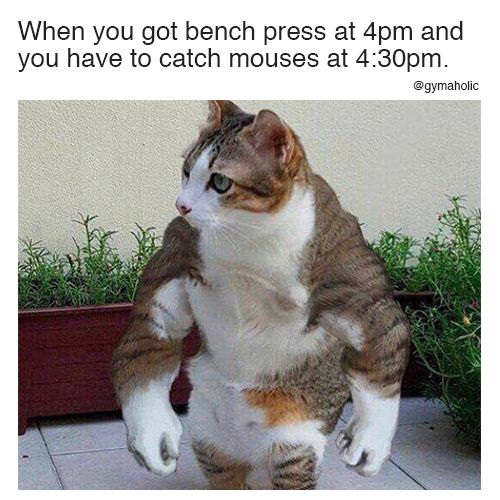 When you got bench press at 4pm and
you have to catch mouses at 4:30pm.
@gymaholic